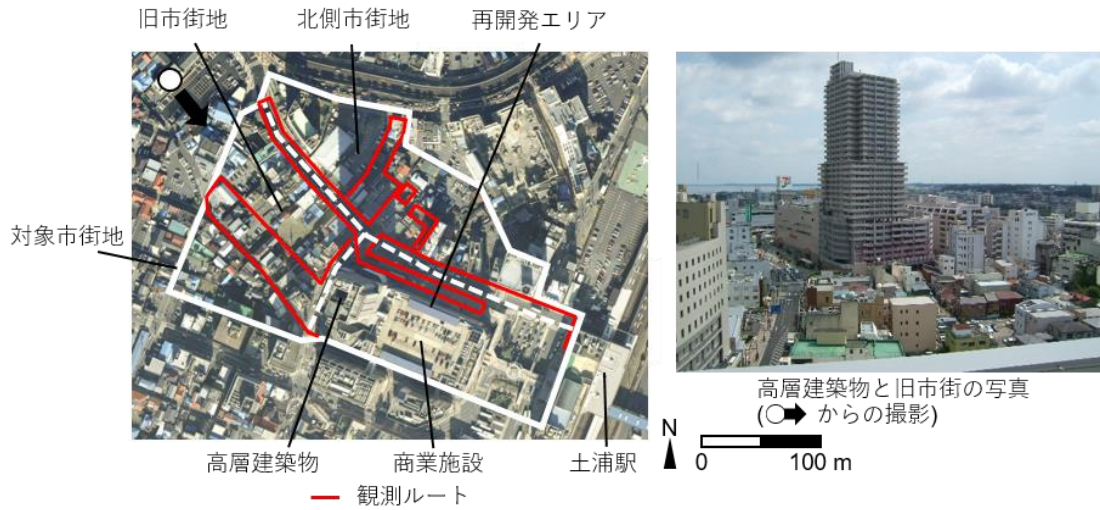 旧市街地 北側市街地 再開発エリア
対象市街地
高層建築物と旧市街の写真
(○➡ からの撮影)
高層建築物 商業施設 土浦駅
N
0 100 m
観測ルート